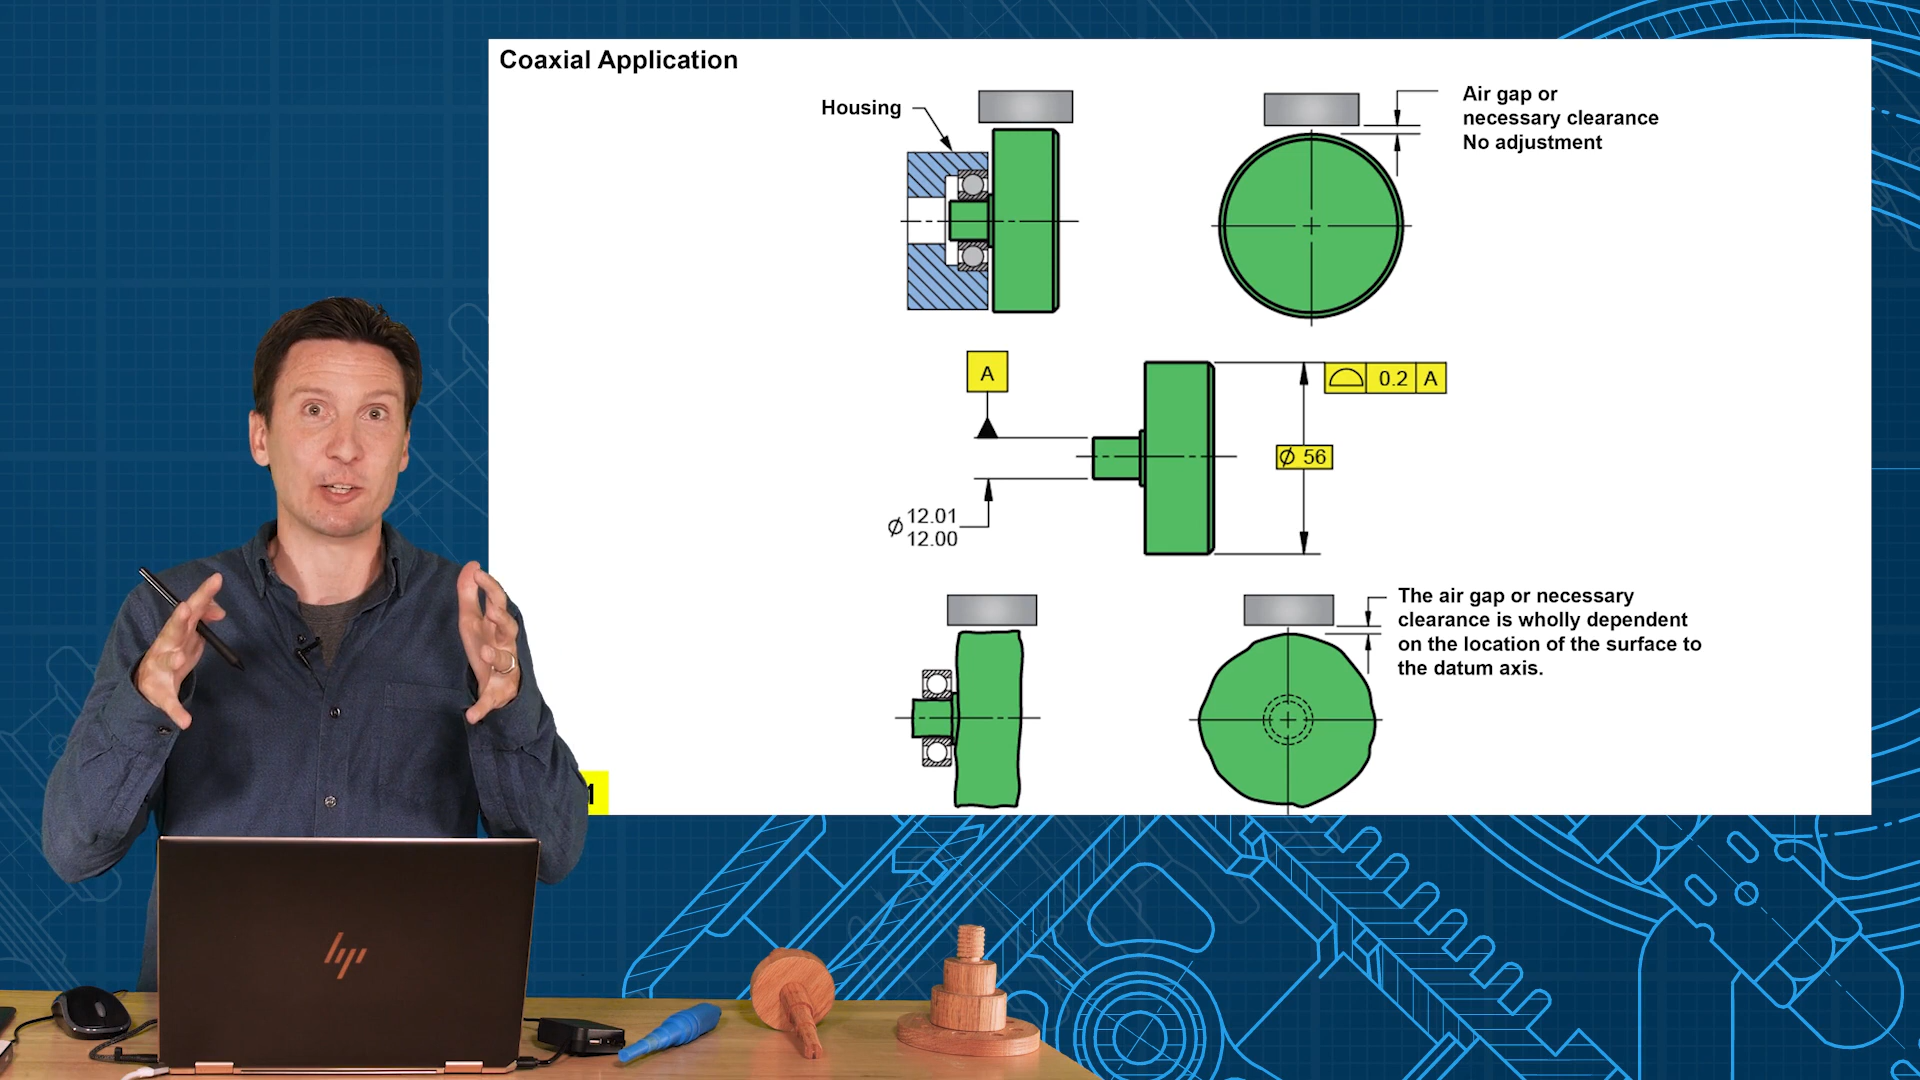 Coaxial Application
Housing
Air gap or
necessary clearance
No adjustment
A
0.2 A
⌀ 56
⌀ 12.01
12.00
The air gap or necessary
clearance is wholly dependent
on the location of the surface to
the datum axis.
hp